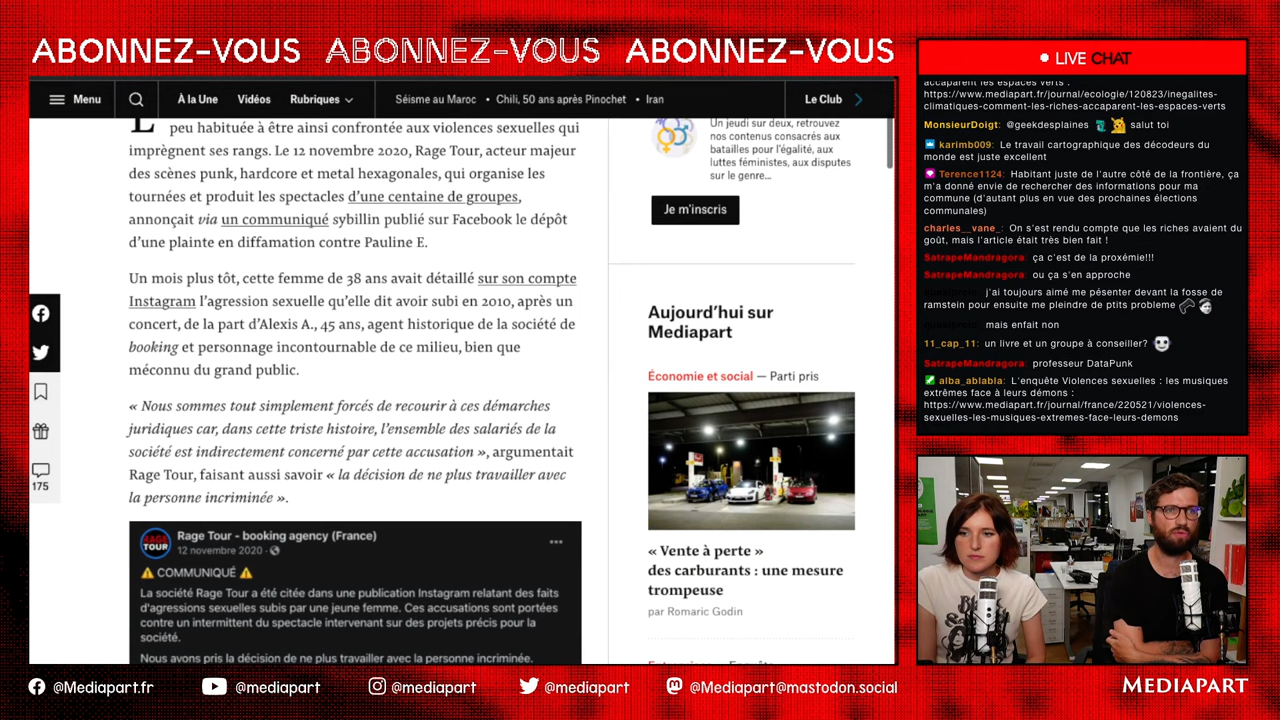 ABONNEZ-VOUS ABONNEZ-VOUS ABONNEZ-VOUS
Menu
À la Une Vidéos Rubriques
Séisme au Maroc • Chili, 50 ans après Pinochet • Iran
Le Club
peu habituée à être ainsi confrontée aux violences sexuelles qui
imprègnent ses rangs. Le 12 novembre 2020, Rage Tour, acteur majeur
des scènes punk, hardcore et metal hexagonales, qui organise les
tournées et produit les spectacles d’une centaine de groupes,
annonçait via un communiqué sybillin publié sur Facebook le dépôt
d’une plainte en diffamation contre Pauline E.
Un mois plus tôt, cette femme de 38 ans avait détaillé sur son compte
Instagram l’agression sexuelle qu’elle dit avoir subi en 2010, après un
concert, de la part d’Alexis A., 45 ans, agent historique de la société de
booking et personnage incontournable de ce milieu, bien que
méconnu du grand public.
« Nous sommes tout simplement forcés de recourir à ces démarches
juridiques car, dans cette triste histoire, l’ensemble des salariés de la
société est indirectement concerné par cette accusation », argumentait
Rage Tour, faisant aussi savoir « la décision de ne plus travailler avec
la personne incriminée ».
175
RAGE
TOUR
Rage Tour - booking agency (France)
12 novembre 2020
COMMUNIQUÉ
La société Rage Tour a été citée dans une publication Instagram relatant des faits
d'agressions sexuelles subis par une jeune femme. Ces accusations sont portées
contre un intermittent du spectacle intervenant sur des projets précis pour la
société.
Nous avons pris la décision de ne plus travailler avec la personne incriminée.
Un jeudi sur deux, retrouvez
nos contenus consacrés aux
batailles pour l’égalité, aux
luttes féministes, aux disputes
sur le genre…
Je m’inscris
Aujourd’hui sur
Mediapart
Économie et social — Parti pris
« Vente à perte »
des carburants : une mesure
trompeuse
par Romaric Godin
LIVE CHAT
accaparent les espaces verts :
https://www.mediapart.fr/journal/ecologie/120823/inegalites-
climatiques-comment-les-riches-accaparent-les-espaces-verts
MonsieurDoigt: @geekdesplaines salut toi
karimb009: Le travail cartographique des décodeurs du
monde est juste excellent
Terence1124: Habitant juste de l'autre côté de la frontière, ça
m'a donné envie de rechercher des informations pour ma
commune (d'autant plus en vue des prochaines élections
communales)
charles__vane_: On s'est rendu compte que les riches avaient du
goût, mais l'article était très bien fait !
SatrapeMandragora: ça c'est de la proxémie!!!
SatrapeMandragora: ou ça s'en approche
j'ai toujours aimé me pésenter devant la fosse de
ramstein pour ensuite me pleindre de ptits probleme
mais enfait non
11_cap_11: un livre et un groupe à conseiller?
SatrapeMandragora: professeur DataPunk
alba_ablabla: L'enquête Violences sexuelles : les musiques
extrêmes face à leurs démons :
https://www.mediapart.fr/journal/france/220521/violences-
sexuelles-les-musiques-extremes-face-leurs-demons
@Mediapart.fr @mediapart @mediapart @mediapart @Mediapart@mastodon.social
MEDIAPART